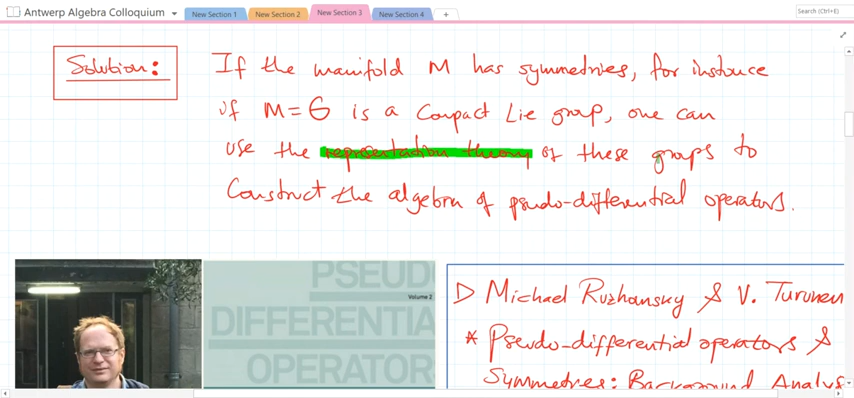 Antwerp Algebra Colloquium
New Section 1
New Section 2
New Section 3
New Section 4
+
Search (Ctrl+E)
Solution:
If the manifold M has symmetries, for instance
if M = G is a compact Lie group, one can
use the representation theory of these groups to
Construct the algebra of pseudo-differential operators.
PSEUD
Volume 2
DIFFERENTIA
OPERATOR
▷ Michael Ruzhansky & V. Turunen
* Pseudo-differential operators &
Symmetries: Background Analys